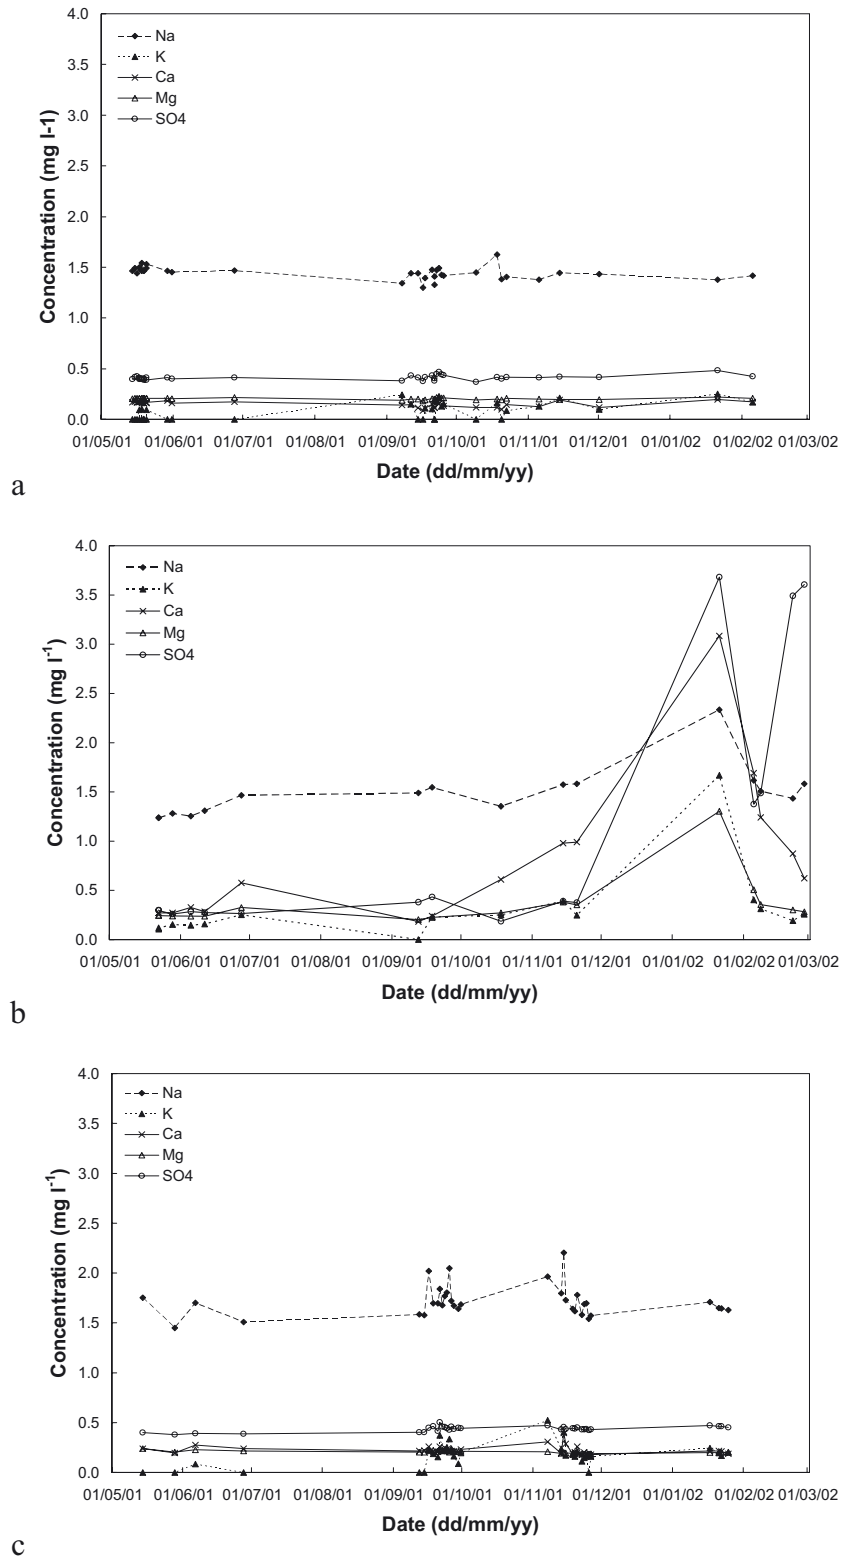 4.0
Na
K
3.5
Ca
Mg
3.0
SO4
2.5
2.0
1.5
1.0
0.5
0.0
Concentration (mg l-1)
01/05/01 01/06/01 01/07/01 01/08/01 01/09/01 01/10/01 01/11/01 01/12/01 01/01/02 01/02/02 01/03/02
Date (dd/mm/yy)
a
4.0
Na
K
3.5
Ca
Mg
3.0
SO4
2.5
2.0
1.5
1.0
0.5
0.0
Concentration (mg l-1)
01/05/01 01/06/01 01/07/01 01/08/01 01/09/01 01/10/01 01/11/01 01/12/01 01/01/02 01/02/02 01/03/02
Date (dd/mm/yy)
b
4.0
Na
K
3.5
Ca
Mg
3.0
SO4
2.5
2.0
1.5
1.0
0.5
0.0
Concentration (mg l-1)
01/05/01 01/06/01 01/07/01 01/08/01 01/09/01 01/10/01 01/11/01 01/12/01 01/01/02 01/02/02 01/03/02
Date (dd/mm/yy)
c